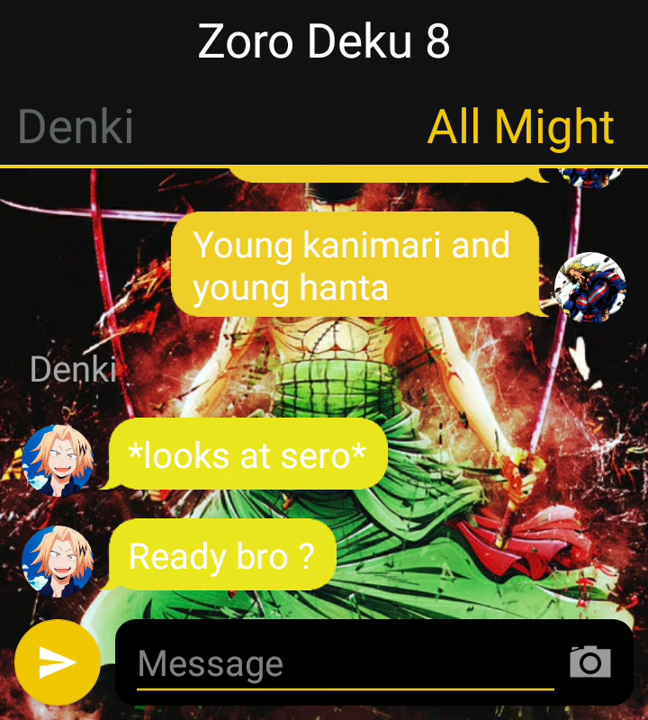 Zoro Deku 8
Denki
All Might
Young kanimari and
young hanta
Denki
*looks at sero*
Ready bro ?
Message